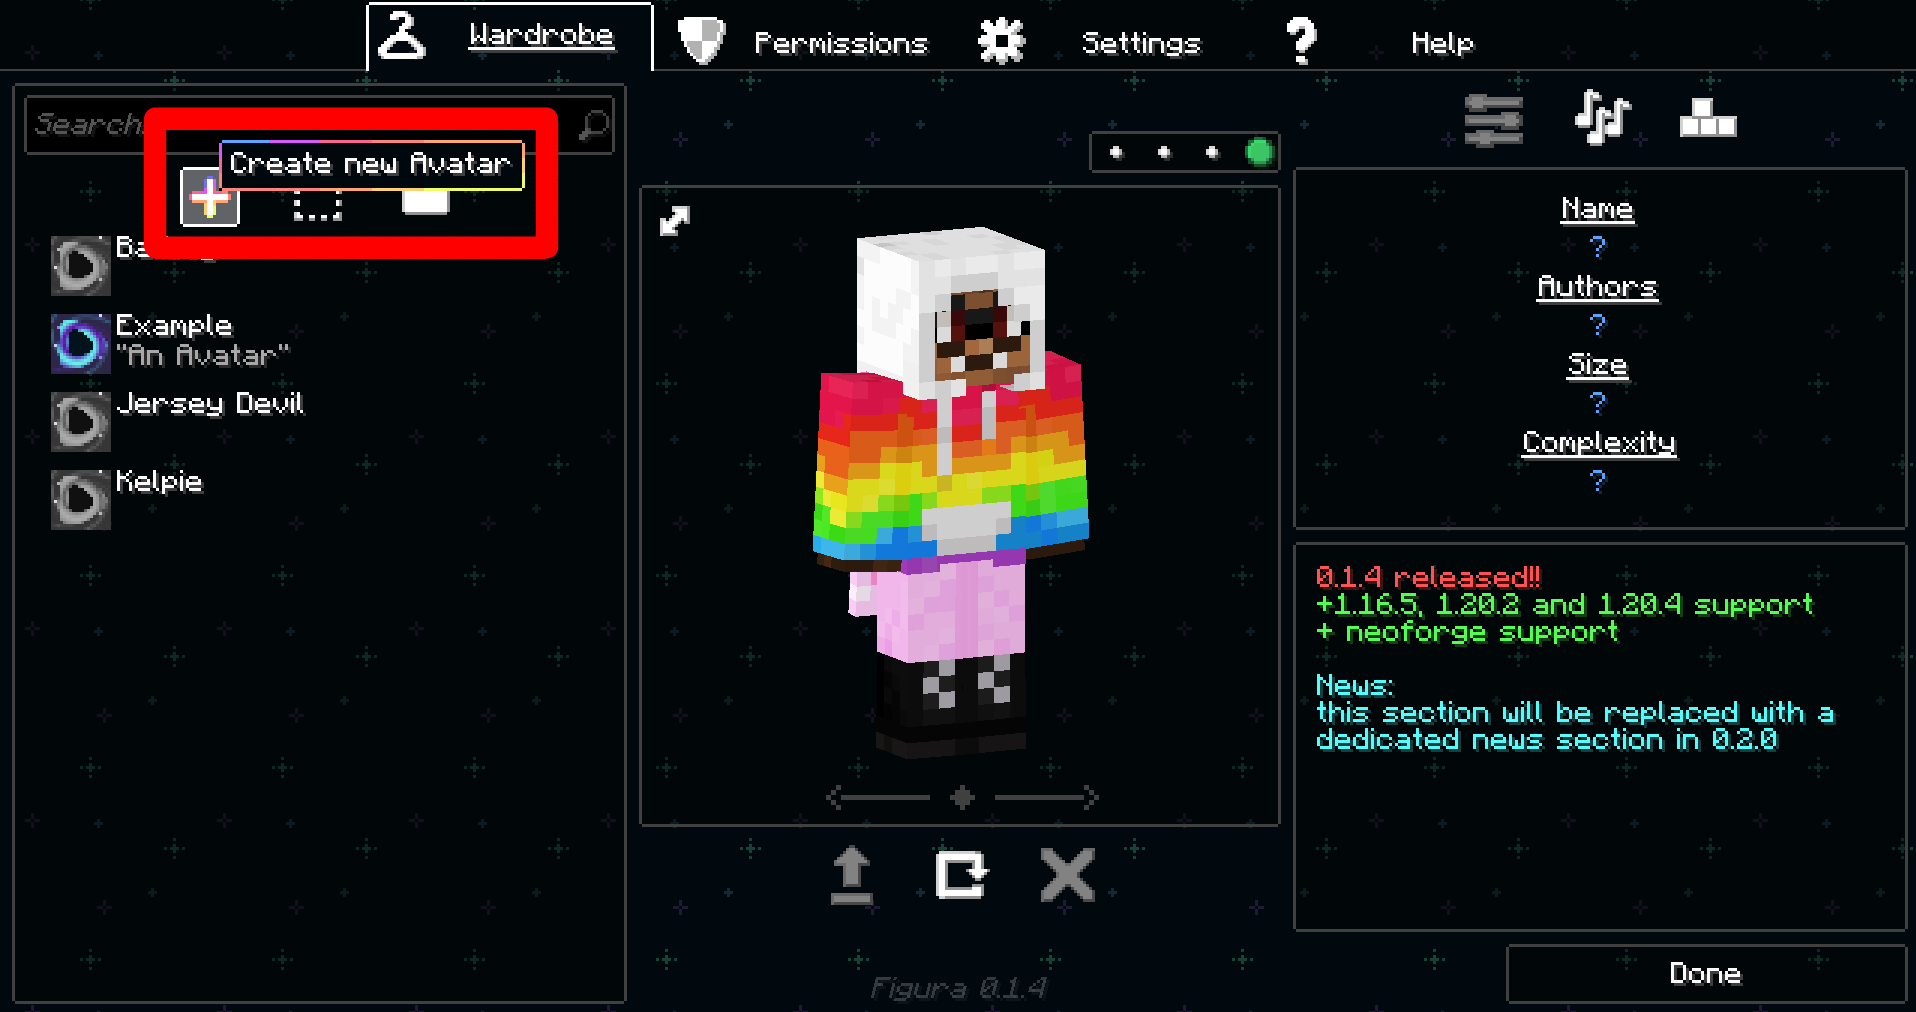 Wardrobe
Permissions
Settings
Help
Search
Create new Avatar
Example
"An Avatar"
Jersey Devil
Kelpie
Name
?
Authors
?
Size
?
Complexity
?
0.1.4 released!!
+1.16.5, 1.20.2 and 1.20.4 support
+ neoforge support
News:
this section will be replaced with a
dedicated news section in 0.2.0
Figura 0.1.4
Done